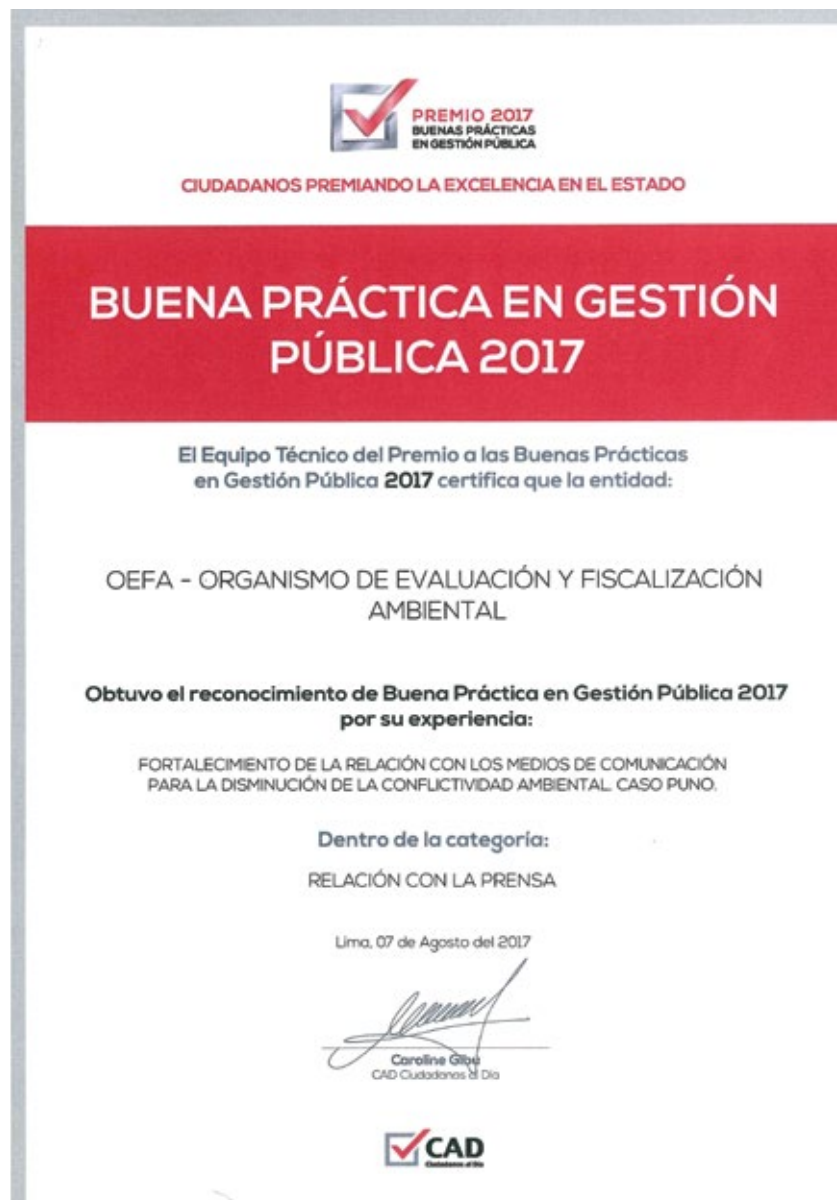 PREMIO 2017
BUENAS PRÁCTICAS
EN GESTIÓN PÚBLICA
CIUDADANOS PREMIANDO LA EXCELENCIA EN EL ESTADO
BUENA PRÁCTICA EN GESTIÓN
PÚBLICA 2017
El Equipo Técnico del Premio a las Buenas Prácticas
en Gestión Pública 2017 certifica que la entidad:
OEFA - ORGANISMO DE EVALUACIÓN Y FISCALIZACIÓN
AMBIENTAL
Obtuvo el reconocimiento de Buena Práctica en Gestión Pública 2017
por su experiencia:
FORTALECIMIENTO DE LA RELACIÓN CON LOS MEDIOS DE COMUNICACIÓN
PARA LA DISMINUCIÓN DE LA CONFLICTIVIDAD AMBIENTAL. CASO PUNO.
Dentro de la categoría:
RELACIÓN CON LA PRENSA
Lima, 07 de Agosto del 2017
Caroline Gibu
CAD Ciudadanos al Día
CAD
Ciudadanos al Día